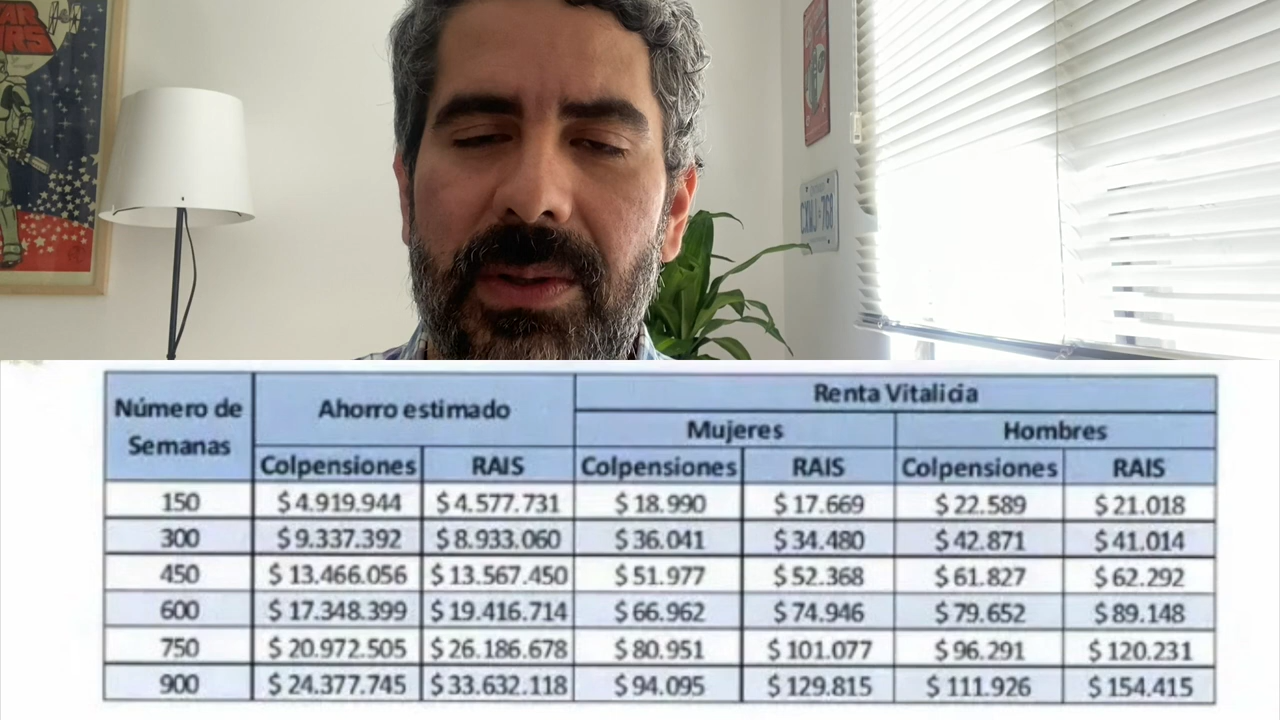 WARS
CXWJ 768
Número de Semanas | Ahorro estimado | Renta Vitalicia
Mujeres | Hombres
Colpensiones | RAIS | Colpensiones | RAIS | Colpensiones | RAIS
150 | $ 4.919.944 | $ 4.577.731 | $ 18.990 | $ 17.669 | $ 22.589 | $ 21.018
300 | $ 9.337.392 | $ 8.933.060 | $ 36.041 | $ 34.480 | $ 42.871 | $ 41.014
450 | $ 13.466.056 | $ 13.567.450 | $ 51.977 | $ 52.368 | $ 61.827 | $ 62.292
600 | $ 17.348.399 | $ 19.416.714 | $ 66.962 | $ 74.946 | $ 79.652 | $ 89.148
750 | $ 20.972.505 | $ 26.186.678 | $ 80.951 | $ 101.077 | $ 96.291 | $ 120.231
900 | $ 24.377.745 | $ 33.632.118 | $ 94.095 | $ 129.815 | $ 111.926 | $ 154.415